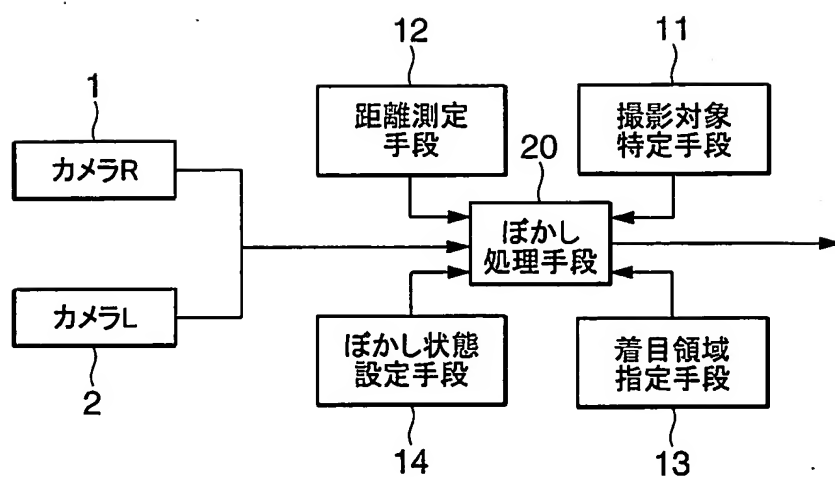 12
11
1
距離測定
手段
撮影対象
特定手段
20
カメラR
ぼかし
処理手段
カメラL
ぼかし状態
設定手段
着目領域
指定手段
2
14
13